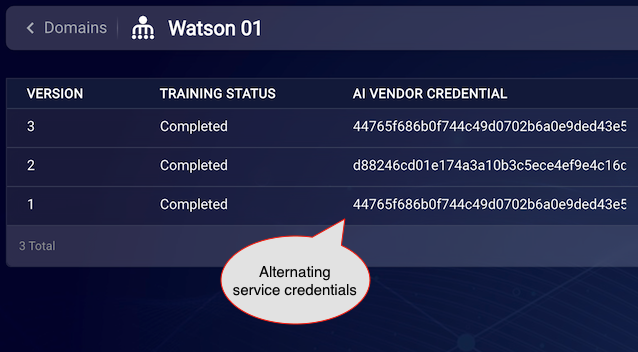 Domains Watson 01
VERSION TRAINING STATUS AI VENDOR CREDENTIAL
3 Completed 44765f686b0f744c49d0702b6a0e9ded43e5
2 Completed d88246cd01e174a3a10b3c5ece4ef9e4c16c
1 Completed 44765f686b0f744c49d0702b6a0e9ded43e5
3 Total
Alternating
service credentials